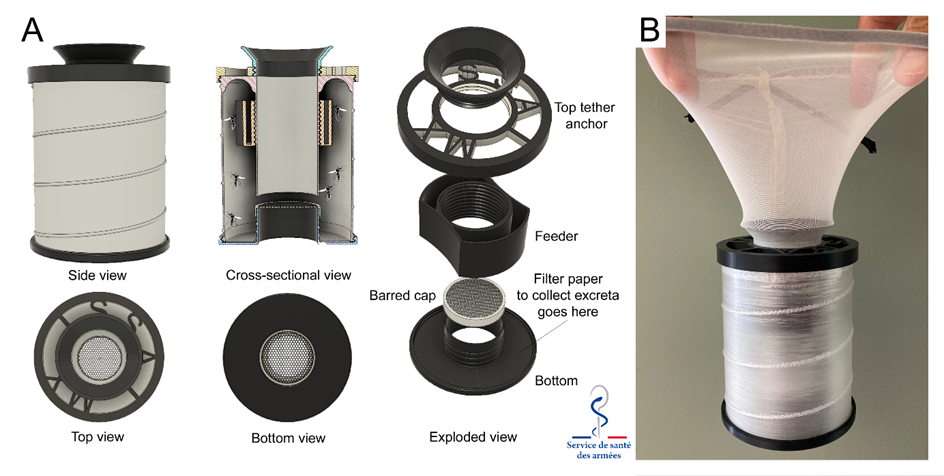 A
B
Top tether
anchor
Feeder
Side view
Cross-sectional view
Barred cap
Filter paper
to collect excreta
goes here
Bottom
Top view
Bottom view
Exploded view
Service de santé
des armées